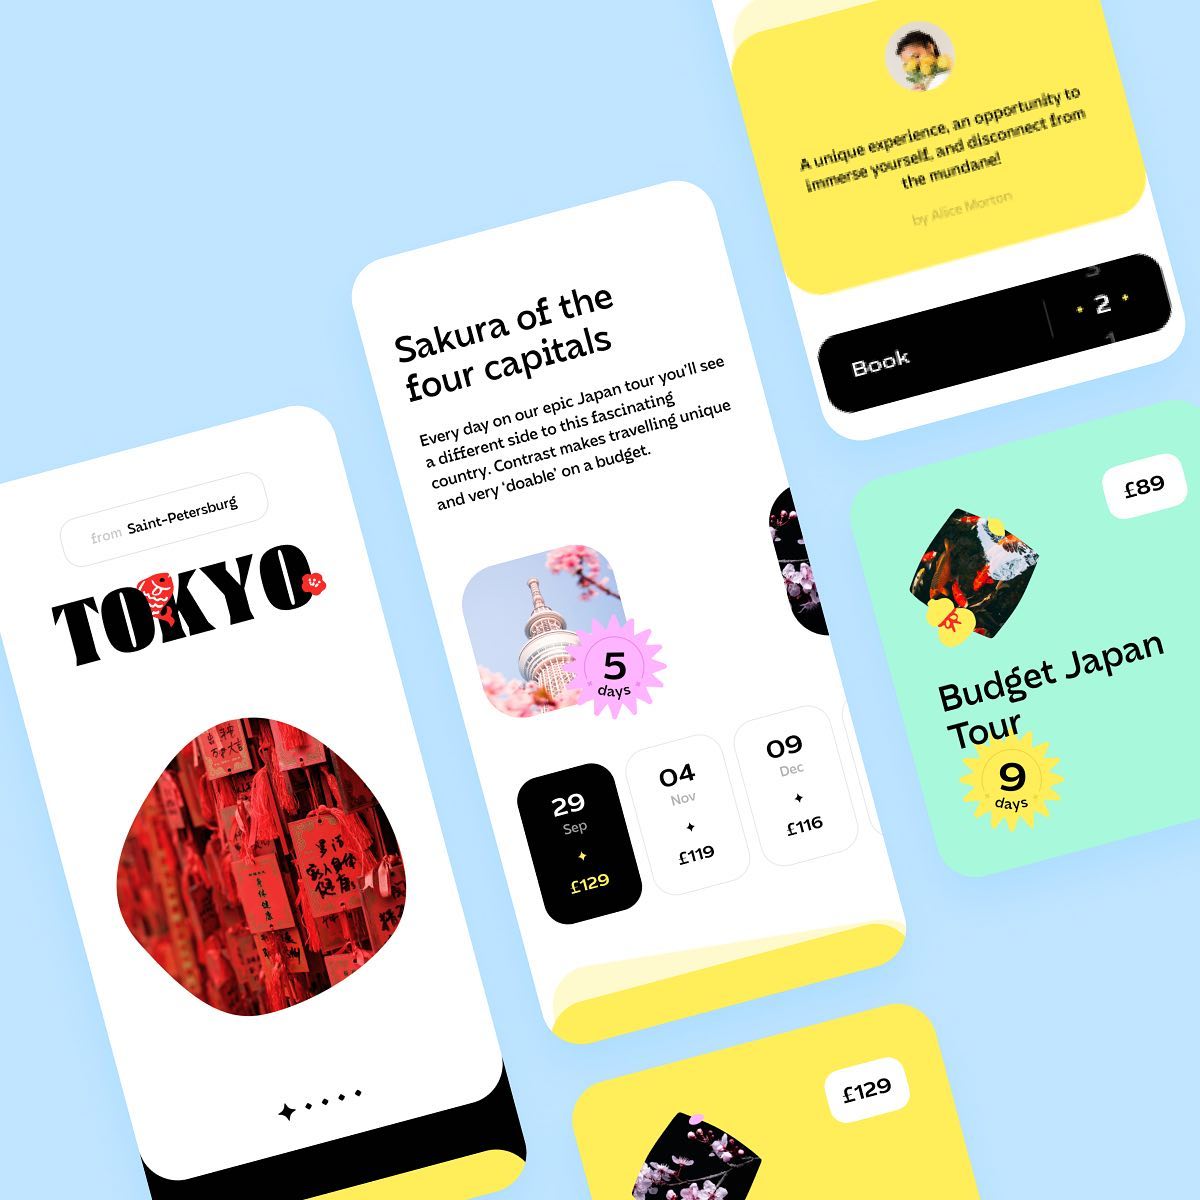 from Saint-Petersburg
TOKYO
Sakura of the
four capitals
Every day on our epic Japan tour you'll see
a different side to this fascinating
country. Contrast makes travelling unique
and very 'doable' on a budget.
5
days
29
Sep
£129
04
Nov
£119
09
Dec
£116
A unique experience, an opportunity to
immerse yourself, and disconnect from
the mundane!
by Alice Morton
Book
2
£89
Budget Japan
Tour
9
days
£129